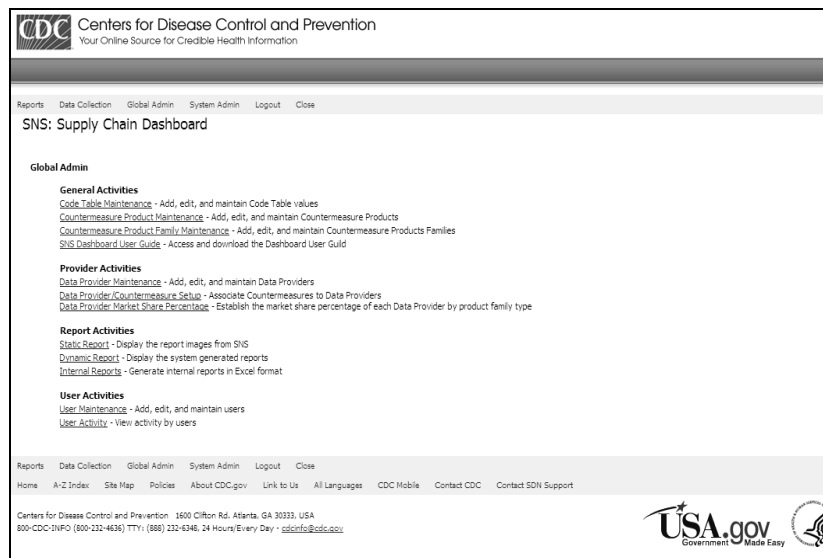 CDC
Centers for Disease Control and Prevention
Your Online Source for Credible Health Information
Reports Data Collection Global Admin System Admin Logout Close
SNS: Supply Chain Dashboard
Global Admin
General Activities
Code Table Maintenance - Add, edit, and maintain Code Table values
Countermeasure Product Maintenance - Add, edit, and maintain Countermeasure Products
Countermeasure Product Family Maintenance - Add, edit, and maintain Countermeasure Products Families
SNS Dashboard User Guide - Access and download the Dashboard User Guild
Provider Activities
Data Provider Maintenance - Add, edit, and maintain Data Providers
Data Provider/Countermeasure Setup - Associate Countermeasures to Data Providers
Data Provider Market Share Percentage - Establish the market share percentage of each Data Provider by product family type
Report Activities
Static Report - Display the report images from SNS
Dynamic Report - Display the system generated reports
Internal Reports - Generate internal reports in Excel format
User Activities
User Maintenance - Add, edit, and maintain users
User Activity - View activity by users
Reports Data Collection Global Admin System Admin Logout Close
Home A-Z Index Site Map Policies About CDC.gov Link to Us All Languages CDC Mobile Contact CDC Contact SDN Support
Centers for Disease Control and Prevention 1600 Clifton Rd. Atlanta, GA 30333, USA
800-CDC-INFO (800-232-4636) TTY: (888) 232-6348, 24 Hours/Every Day - cdcinfo@cdc.gov
USA.gov
Government Made Easy